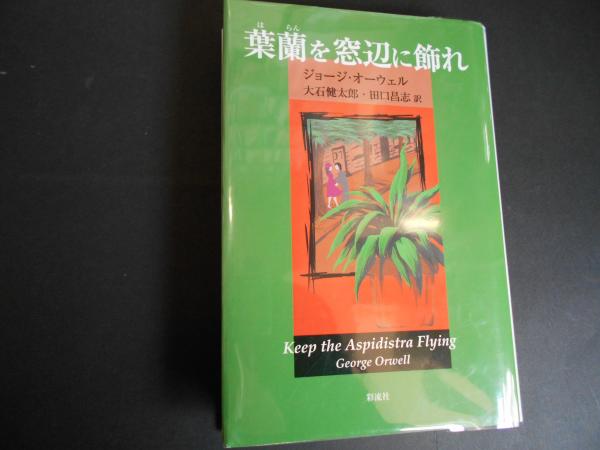 は らん
葉蘭を窓辺に飾れ
ジョージ・オーウェル
大石健太郎・田口昌志 訳
Keep the Aspidistra Flying
George Orwell
彩流社